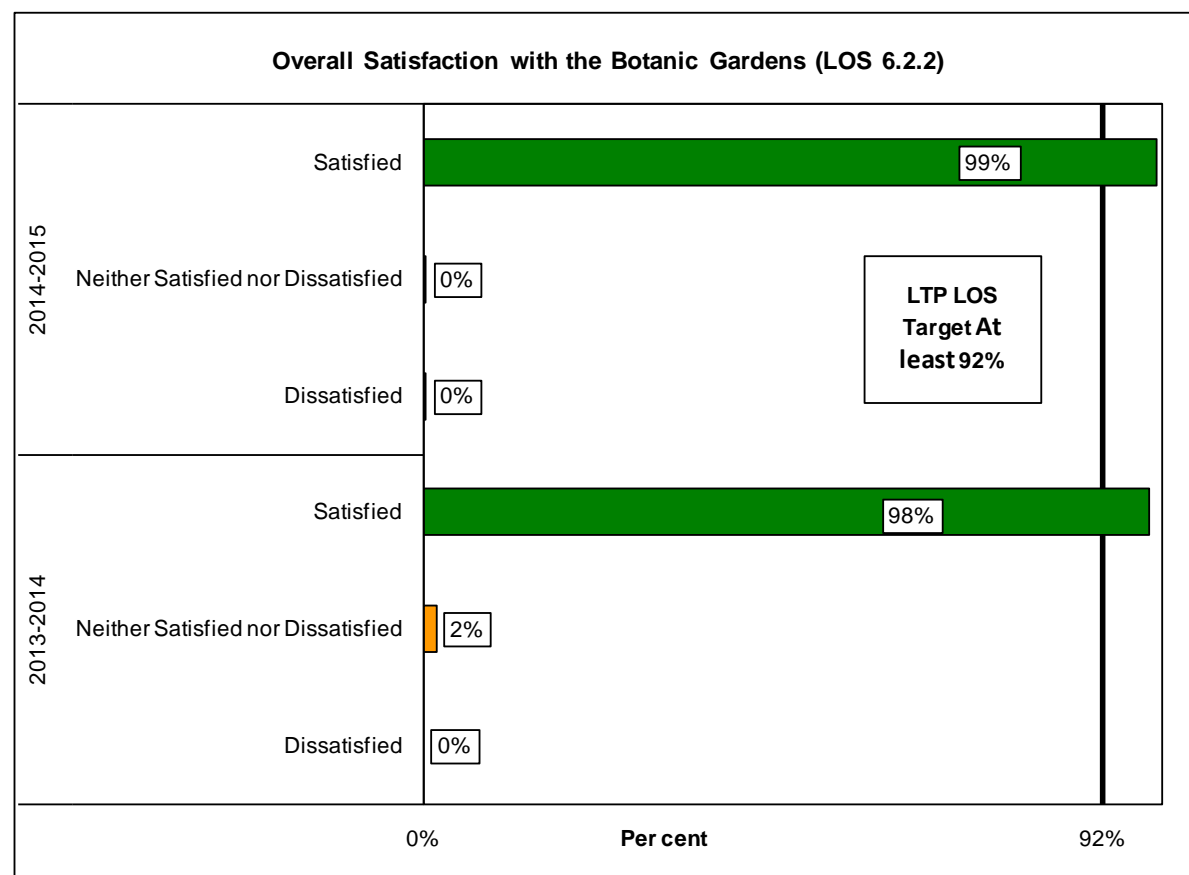 Overall Satisfaction with the Botanic Gardens (LOS 6.2.2)
2014-2015
Satisfied
99%
Neither Satisfied nor Dissatisfied
0%
Dissatisfied
0%
LTP LOS
Target At
least 92%
2013-2014
Satisfied
98%
Neither Satisfied nor Dissatisfied
2%
Dissatisfied
0%
0%
Per cent
92%